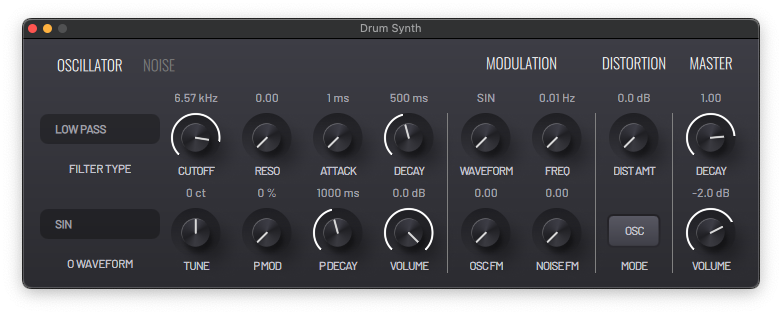 Drum Synth
OSCILLATOR NOISE MODULATION DISTORTION MASTER
6.57 kHz 0.00 1 ms 500 ms SIN 0.01 Hz 0.0 dB 1.00
LOW PASS
FILTER TYPE CUTOFF RESO ATTACK DECAY WAVEFORM FREQ DIST AMT DECAY
0 ct 0 % 1000 ms 0.0 dB 0.00 0.00 -2.0 dB
SIN OSC
O WAVEFORM TUNE P MOD P DECAY VOLUME OSC FM NOISE FM MODE VOLUME